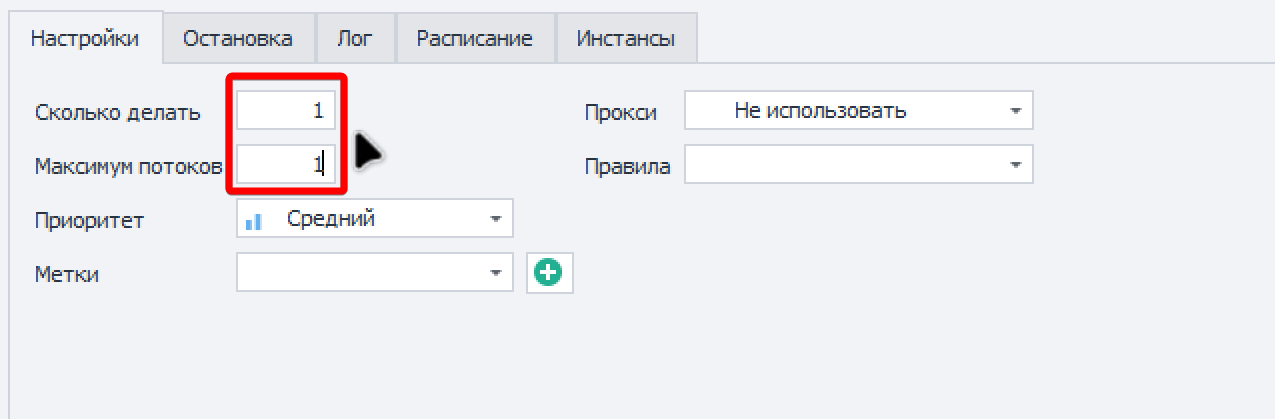 Настройки Остановка Лог Расписание Инстансы
Сколько делать 1 Прокси Не использовать
Максимум потоков 1 Правила
Приоритет Средний
Метки